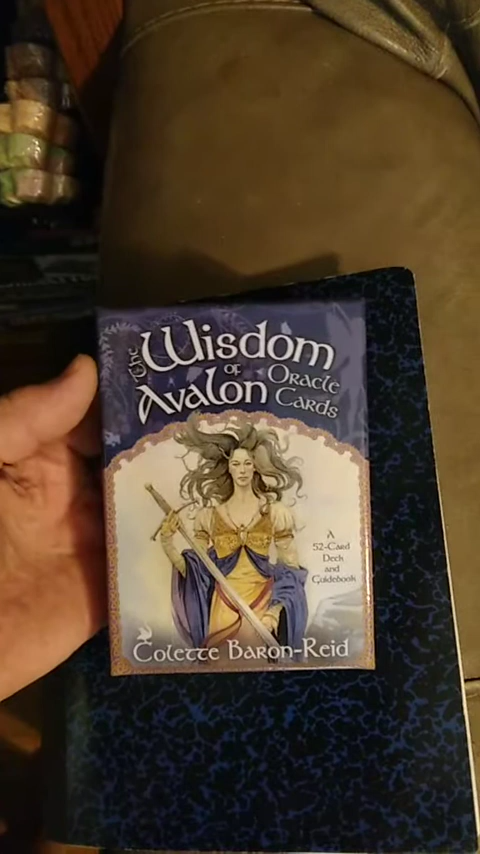 The Wisdom
of
Avalon Oracle
Cards
A
52-Card
Deck
and
Guidebook
Colette Baron-Reid